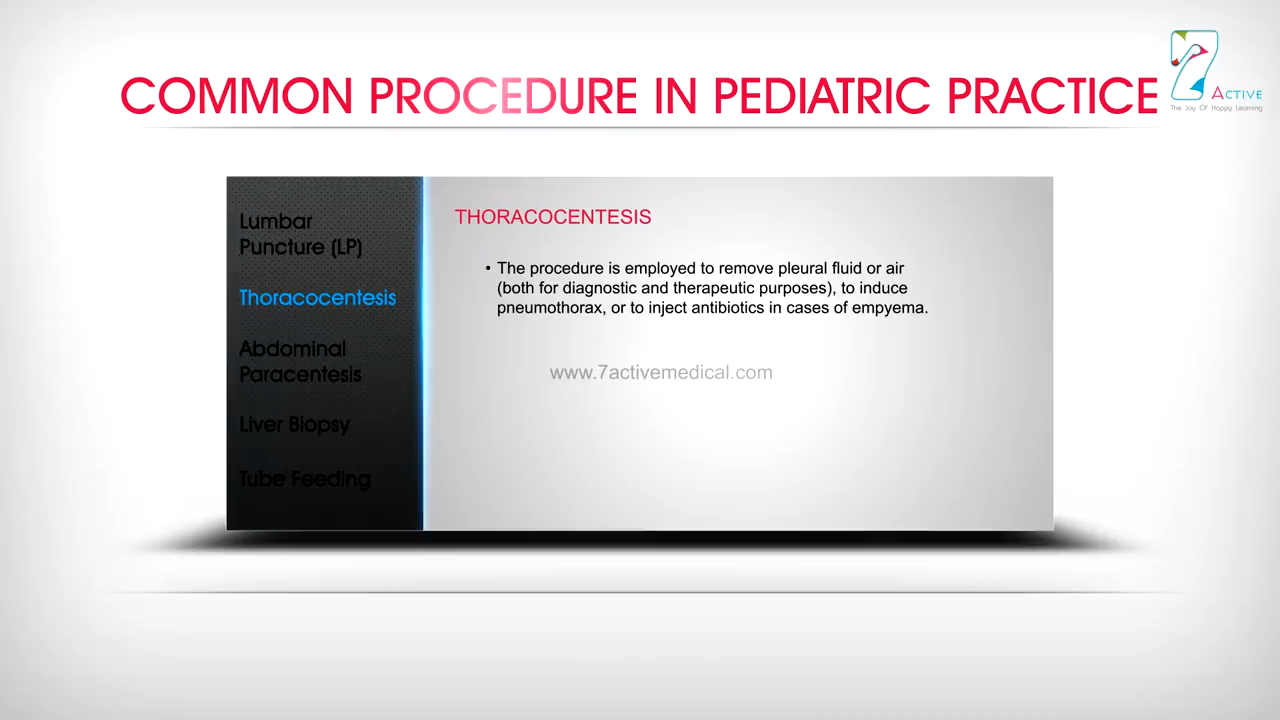 COMMON PROCEDURE IN PEDIATRIC PRACTICE
7
ACTIVE
The Joy Of Happy Learning
Lumbar
Puncture (LP)
Thoracocentesis
Abdominal
Paracentesis
Liver Biopsy
Tube Feeding
THORACOCENTESIS
• The procedure is employed to remove pleural fluid or air
(both for diagnostic and therapeutic purposes), to induce
pneumothorax, or to inject antibiotics in cases of empyema.
www.7activemedical.com